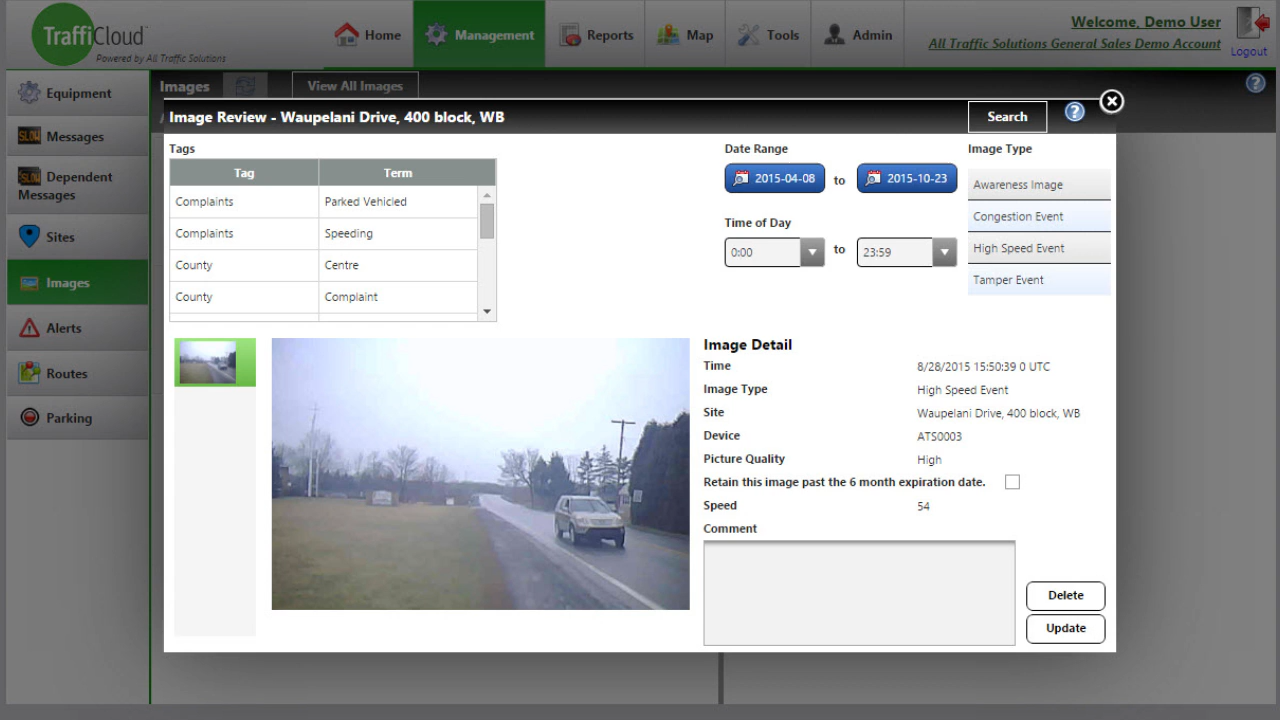 TraffiCloud
Powered by All Traffic Solutions
Home
Management
Reports
Map
Tools
Admin
Welcome, Demo User
All Traffic Solutions General Sales Demo Account
Logout
Equipment
SLOW Messages
SLOW Dependent
Messages
Sites
Images
Alerts
Routes
Parking
Images
View All Images
?
Image Review - Waupelani Drive, 400 block, WB
Search
?
Tags
Tag Term
Complaints Parked Vehicled
Complaints Speeding
County Centre
County Complaint
Date Range
2015-04-08 to 2015-10-23
Time of Day
0:00 to 23:59
Image Type
Awareness Image
Congestion Event
High Speed Event
Tamper Event
Image Detail
Time 8/28/2015 15:50:39 0 UTC
Image Type High Speed Event
Site Waupelani Drive, 400 block, WB
Device ATS0003
Picture Quality High
Retain this image past the 6 month expiration date.
Speed 54
Comment
Delete
Update